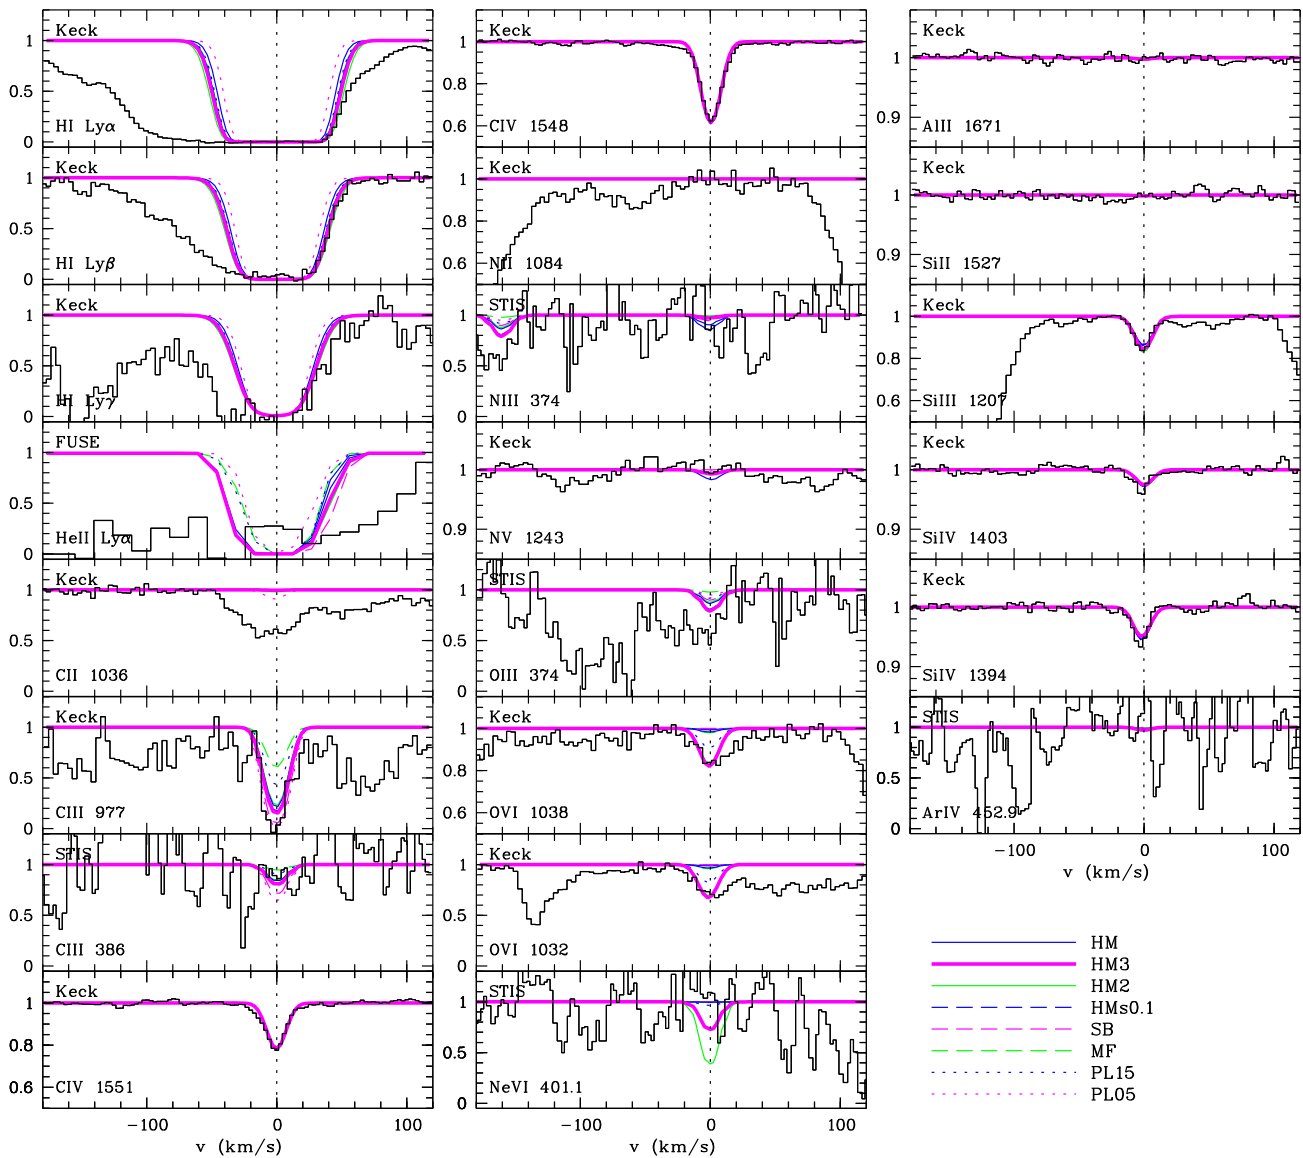 Keck
1
0.5
0
HI Lyα
Keck
1
0.5
0
HI Lyβ
Keck
1
0.5
0
HI Lyγ
FUSE
1
0.5
0
HeII Lyα
Keck
1
0.5
0
CII 1036
Keck
1
0.5
0
CIII 977
STIS
1
0.5
0
CIII 386
Keck
1
0.8
0.6
CIV 1551
-100 0 100
v (km/s)
Keck
1
0.8
0.6
CIV 1548
Keck
1
0.8
0.6
NII 1084
STIS
1
0.5
0
NIII 374
Keck
1
0.9
NV 1243
STIS
1
0.5
0
OIII 374
Keck
1
0.8
0.6
OVI 1038
Keck
1
0.5
0
OVI 1032
STIS
1
0.5
0
NeVI 401.1
-100 0 100
v (km/s)
Keck
1
0.9
AlII 1671
Keck
1
0.9
SiII 1527
Keck
1
0.8
0.6
SiIII 1207
Keck
1
0.9
SiIV 1403
Keck
1
0.9
SiIV 1394
STIS
1
0.5
0
ArIV 452.9
-100 0 100
v (km/s)
HM
HM3
HM2
HMs0.1
SB
MF
PL15
PL05